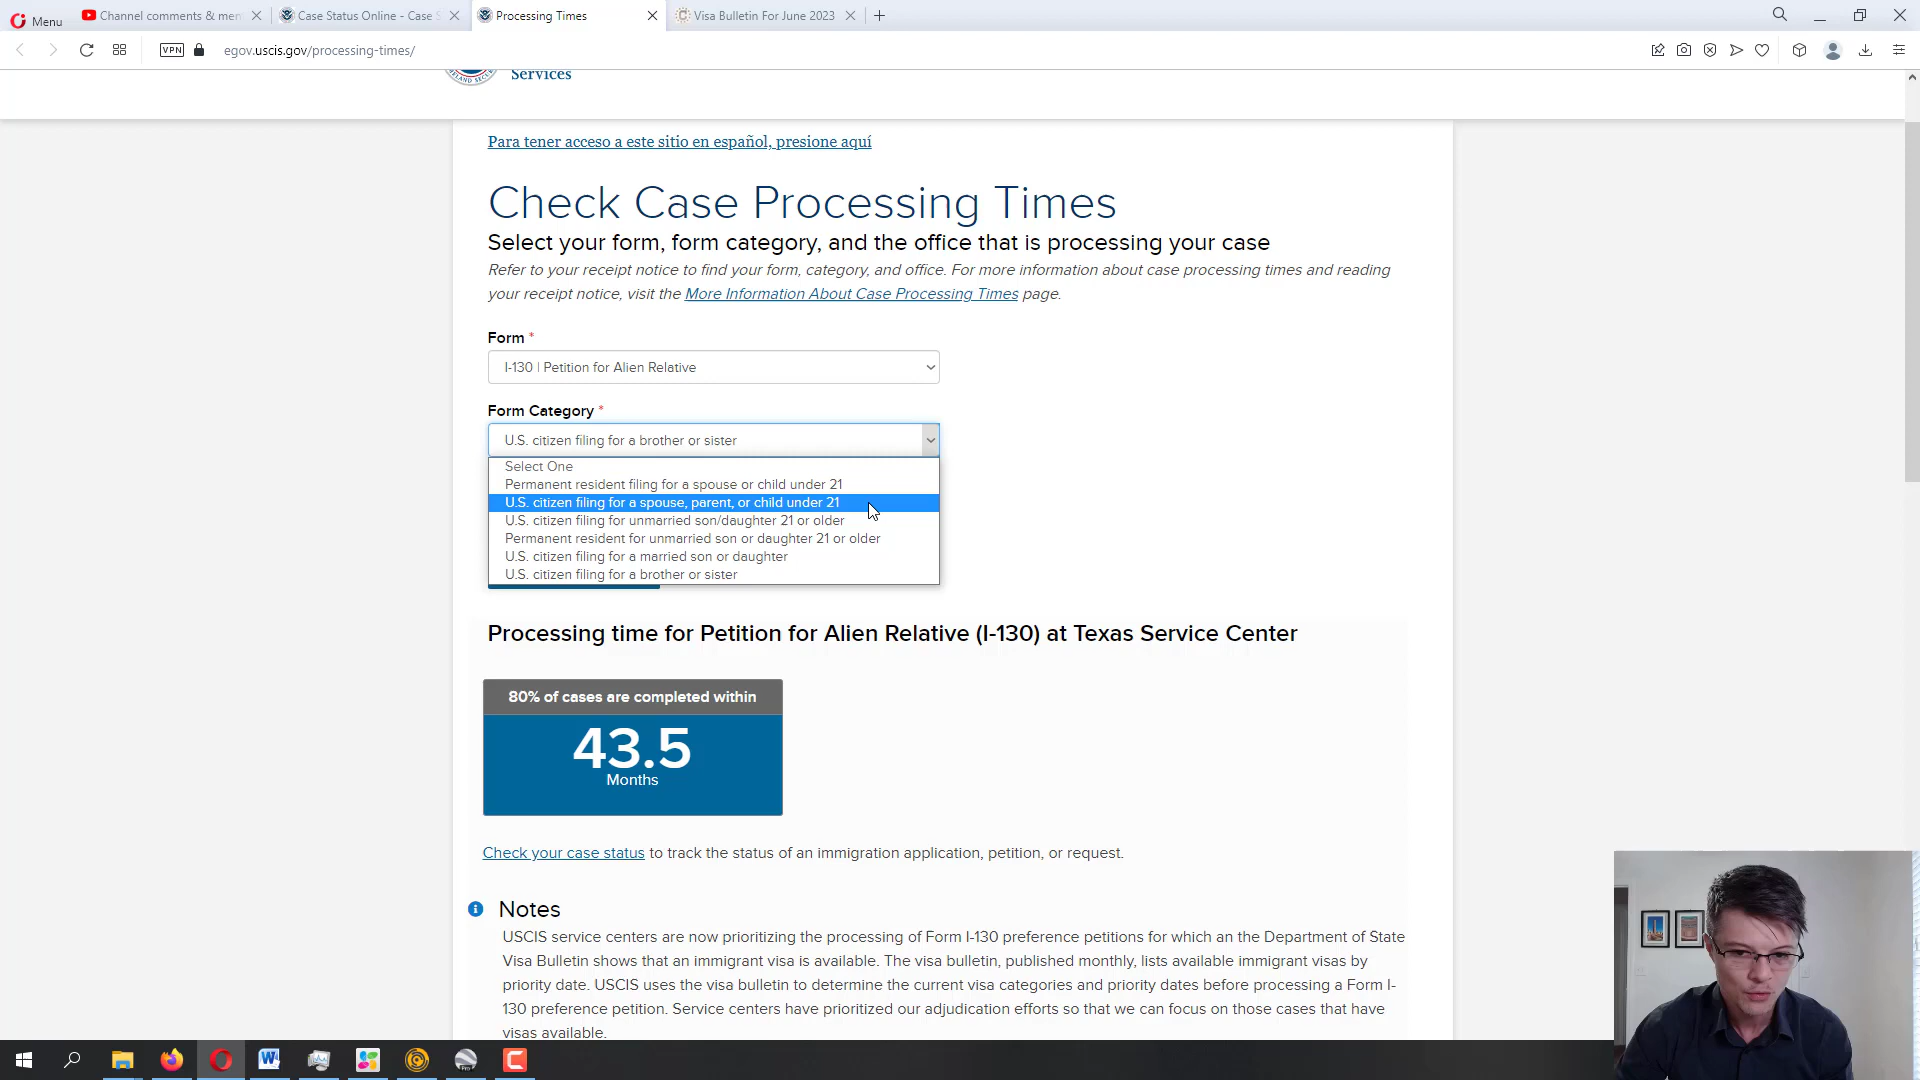 Menu
Channel comments & men
Case Status Online - Case S
Processing Times
Visa Bulletin For June 2023
VPN
egov.uscis.gov/processing-times/
Services
Para tener acceso a este sitio en español, presione aquí
Check Case Processing Times
Select your form, form category, and the office that is processing your case
Refer to your receipt notice to find your form, category, and office. For more information about case processing times and reading
your receipt notice, visit the More Information About Case Processing Times page.
Form *
I-130 | Petition for Alien Relative
Form Category *
U.S. citizen filing for a brother or sister
Select One
Permanent resident filing for a spouse or child under 21
U.S. citizen filing for a spouse, parent, or child under 21
U.S. citizen filing for unmarried son/daughter 21 or older
Permanent resident for unmarried son or daughter 21 or older
U.S. citizen filing for a married son or daughter
U.S. citizen filing for a brother or sister
Processing time for Petition for Alien Relative (I-130) at Texas Service Center
80% of cases are completed within
43.5
Months
Check your case status to track the status of an immigration application, petition, or request.
Notes
USCIS service centers are now prioritizing the processing of Form I-130 preference petitions for which an the Department of State
Visa Bulletin shows that an immigrant visa is available. The visa bulletin, published monthly, lists available immigrant visas by
priority date. USCIS uses the visa bulletin to determine the current visa categories and priority dates before processing a Form I-
130 preference petition. Service centers have prioritized our adjudication efforts so that we can focus on those cases that have
visas available.